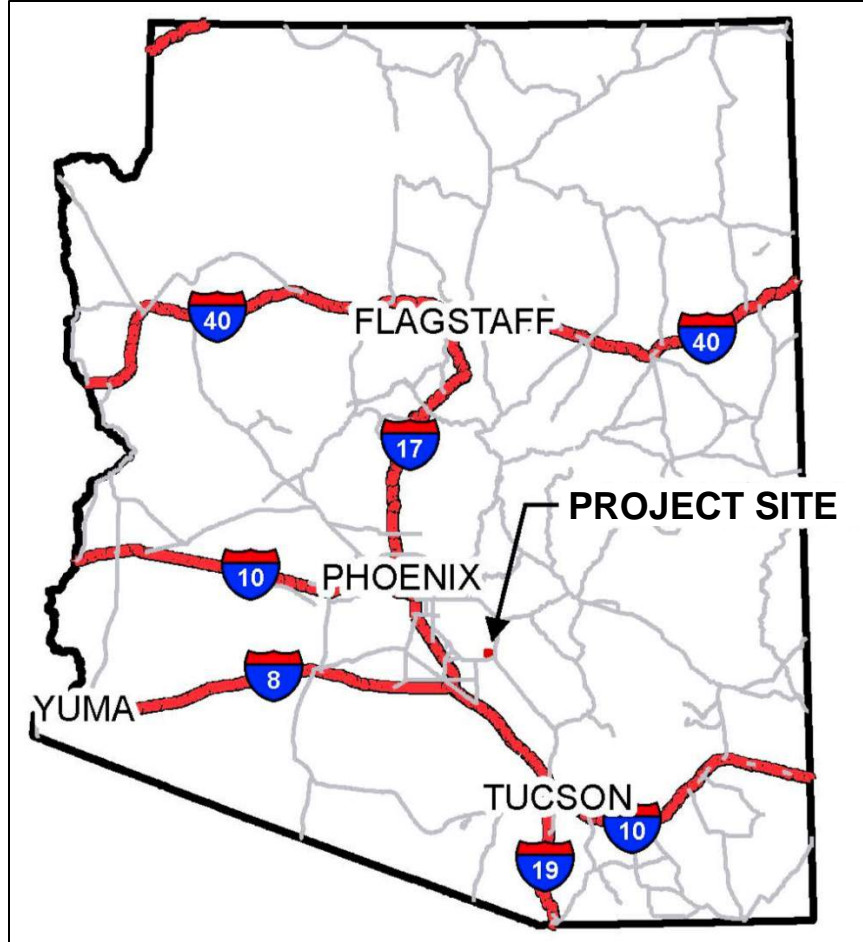 40
FLAGSTAFF
40
17
PROJECT SITE
10
PHOENIX
8
YUMA
TUCSON
10
19